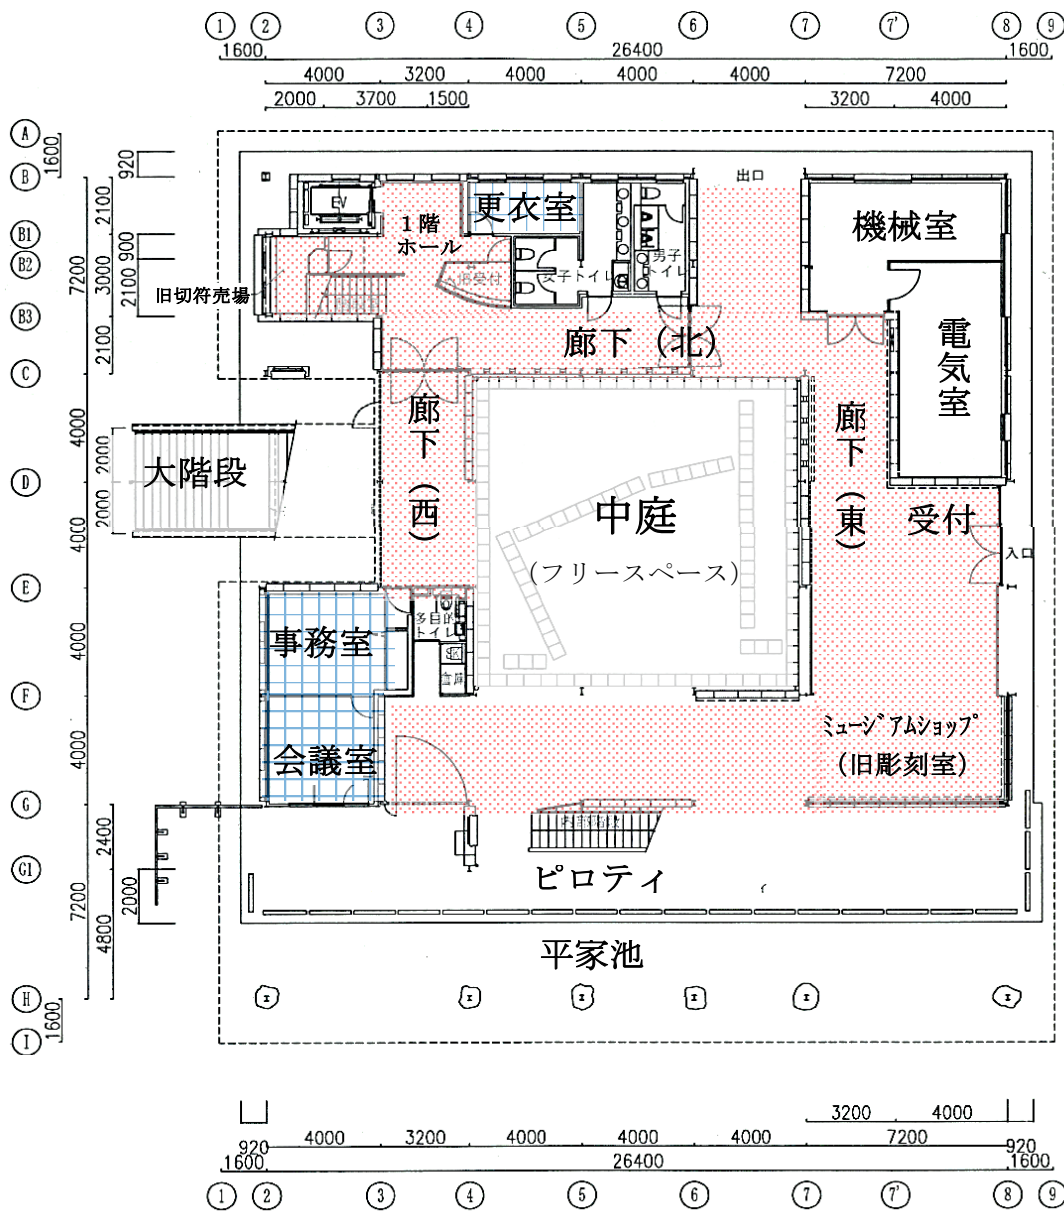 ① ② ③ ④ ⑤ ⑥ ⑦ ⑦' ⑧ ⑨
1600 26400 1600
4000 3200 4000 4000 4000 7200
2000 3700 1500 3200 4000
A
1600
920
B
2100
B1
900
B2
7200
3000
2100
B3
2100
C
4000
2000
D
2000
4000
E
4000
F
4000
G
2400
G1
7200
2000
4800
H
1600
I
EV
1階
ホール
更衣室
出口
機械室
旧切符売場
受付
女子トイレ
男子
トイレ
廊下(北)
電気室
大階段
廊下(西)
中庭
(フリースペース)
廊下(東)
受付
入口
事務室
多目的
トイレ
倉庫
会議室
ミュージアムショップ
(旧彫刻室)
ピロティ
平家池
3200 4000
4000 3200 4000 4000 4000 7200
920 920
1600 26400 1600
① ② ③ ④ ⑤ ⑥ ⑦ ⑦' ⑧ ⑨